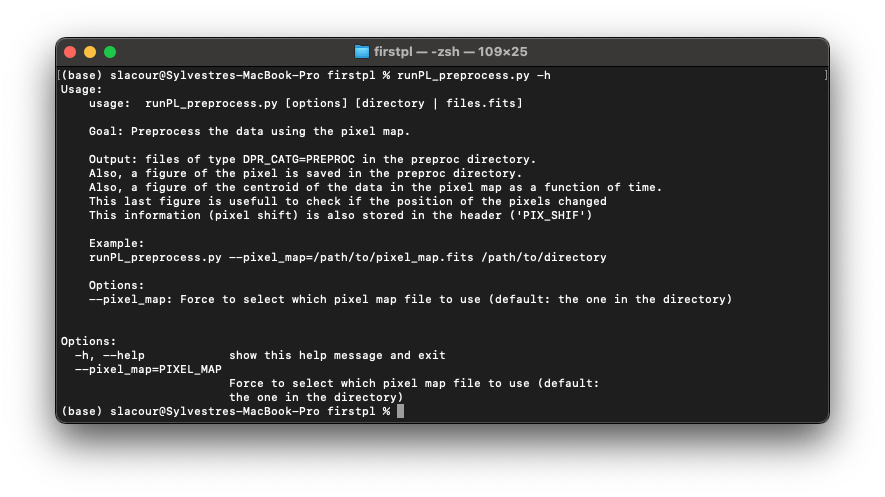 firstpl — -zsh — 109×25
[(base) slacour@Sylvestres-MacBook-Pro firstpl % runPL_preprocess.py -h ]
Usage:
usage:  runPL_preprocess.py [options] [directory | files.fits]
Goal: Preprocess the data using the pixel map.
Output: files of type DPR_CATG=PREPROC in the preproc directory.
Also, a figure of the pixel is saved in the preproc directory.
Also, a figure of the centroid of the data in the pixel map as a function of time.
This last figure is usefull to check if the position of the pixels changed
This information (pixel shift) is also stored in the header ('PIX_SHIF')
Example:
runPL_preprocess.py --pixel_map=/path/to/pixel_map.fits /path/to/directory
Options:
--pixel_map: Force to select which pixel map file to use (default: the one in the directory)
Options:
-h, --help            show this help message and exit
--pixel_map=PIXEL_MAP
Force to select which pixel map file to use (default:
the one in the directory)
(base) slacour@Sylvestres-MacBook-Pro firstpl %